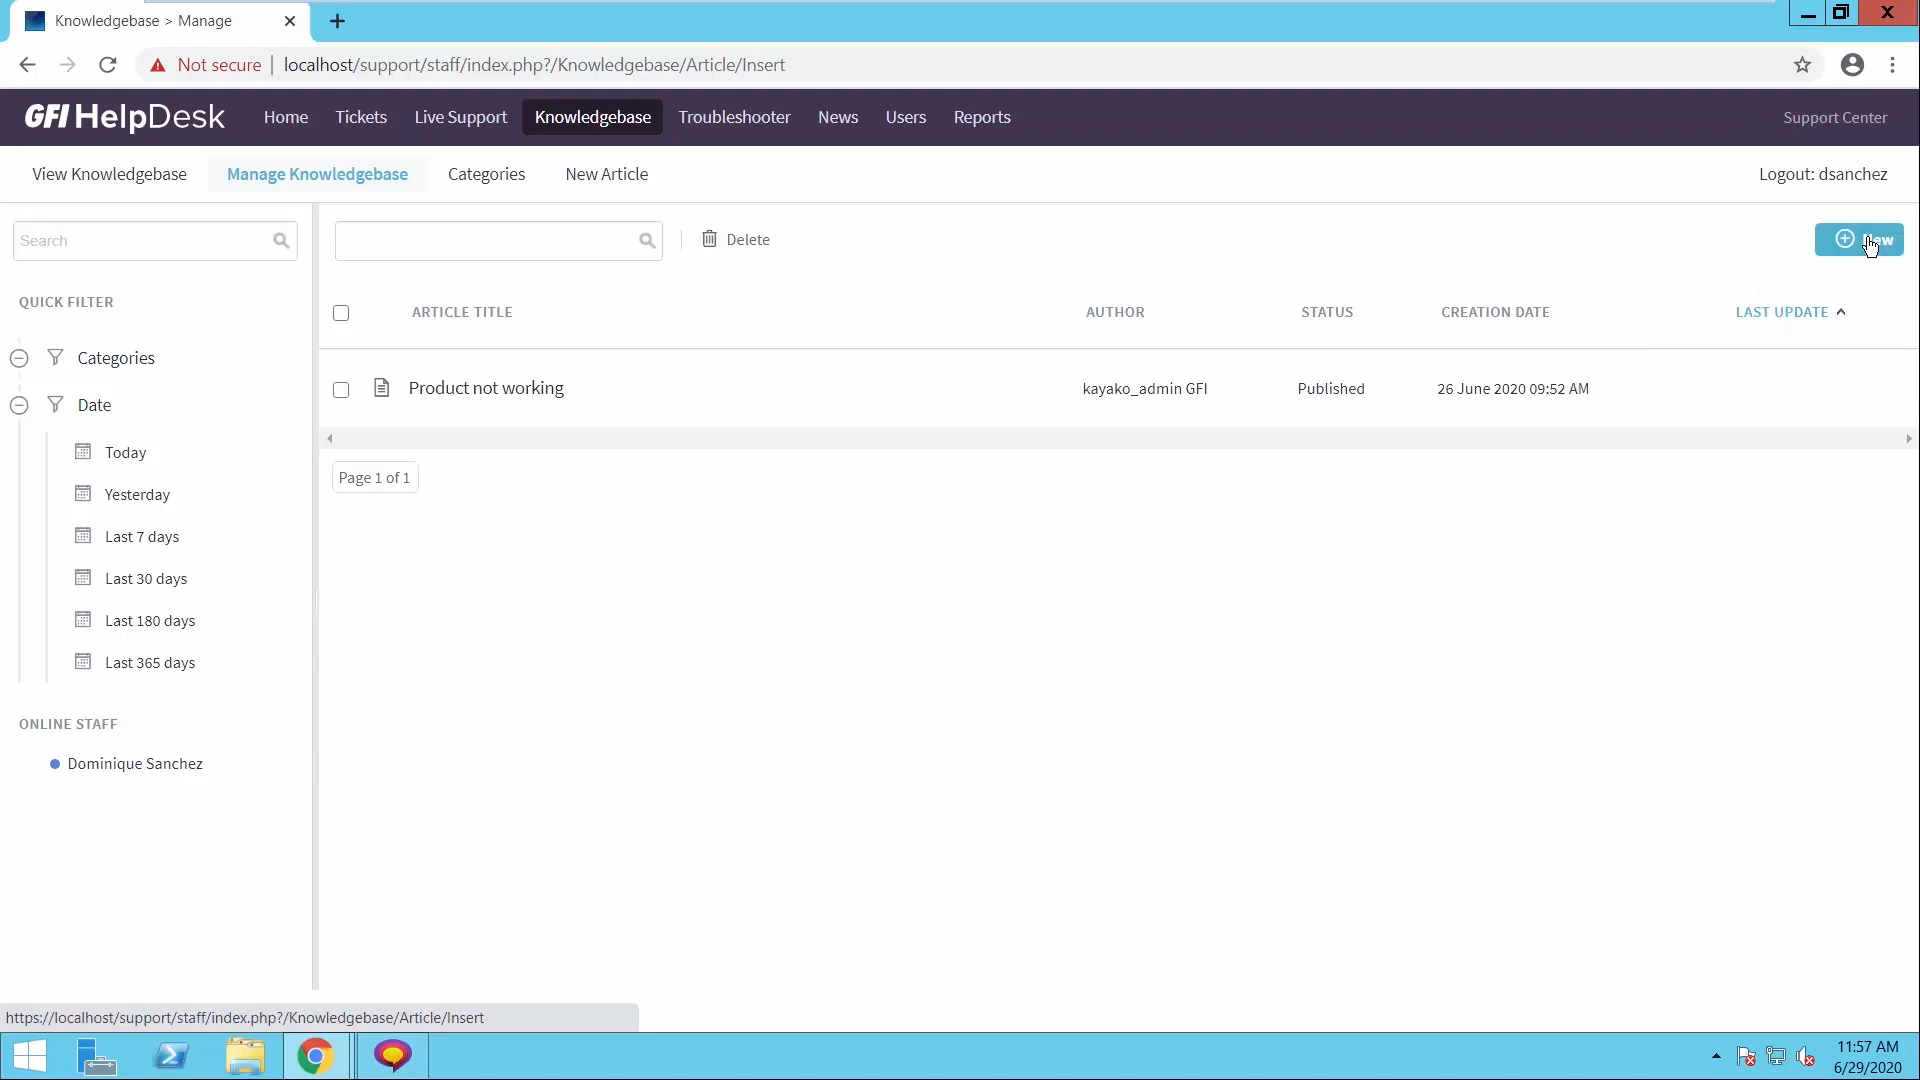 Knowledgebase > Manage
Not secure | localhost/support/staff/index.php?/Knowledgebase/Article/Insert
GFI HelpDesk Home Tickets Live Support Knowledgebase Troubleshooter News Users Reports Support Center
View Knowledgebase Manage Knowledgebase Categories New Article Logout: dsanchez
Search
Delete
QUICK FILTER
ARTICLE TITLE AUTHOR STATUS CREATION DATE LAST UPDATE
Categories
Product not working kayako_admin GFI Published 26 June 2020 09:52 AM
Date
Today
Page 1 of 1
Yesterday
Last 7 days
Last 30 days
Last 180 days
Last 365 days
ONLINE STAFF
Dominique Sanchez
https://localhost/support/staff/index.php?/Knowledgebase/Article/Insert
11:57 AM
6/29/2020